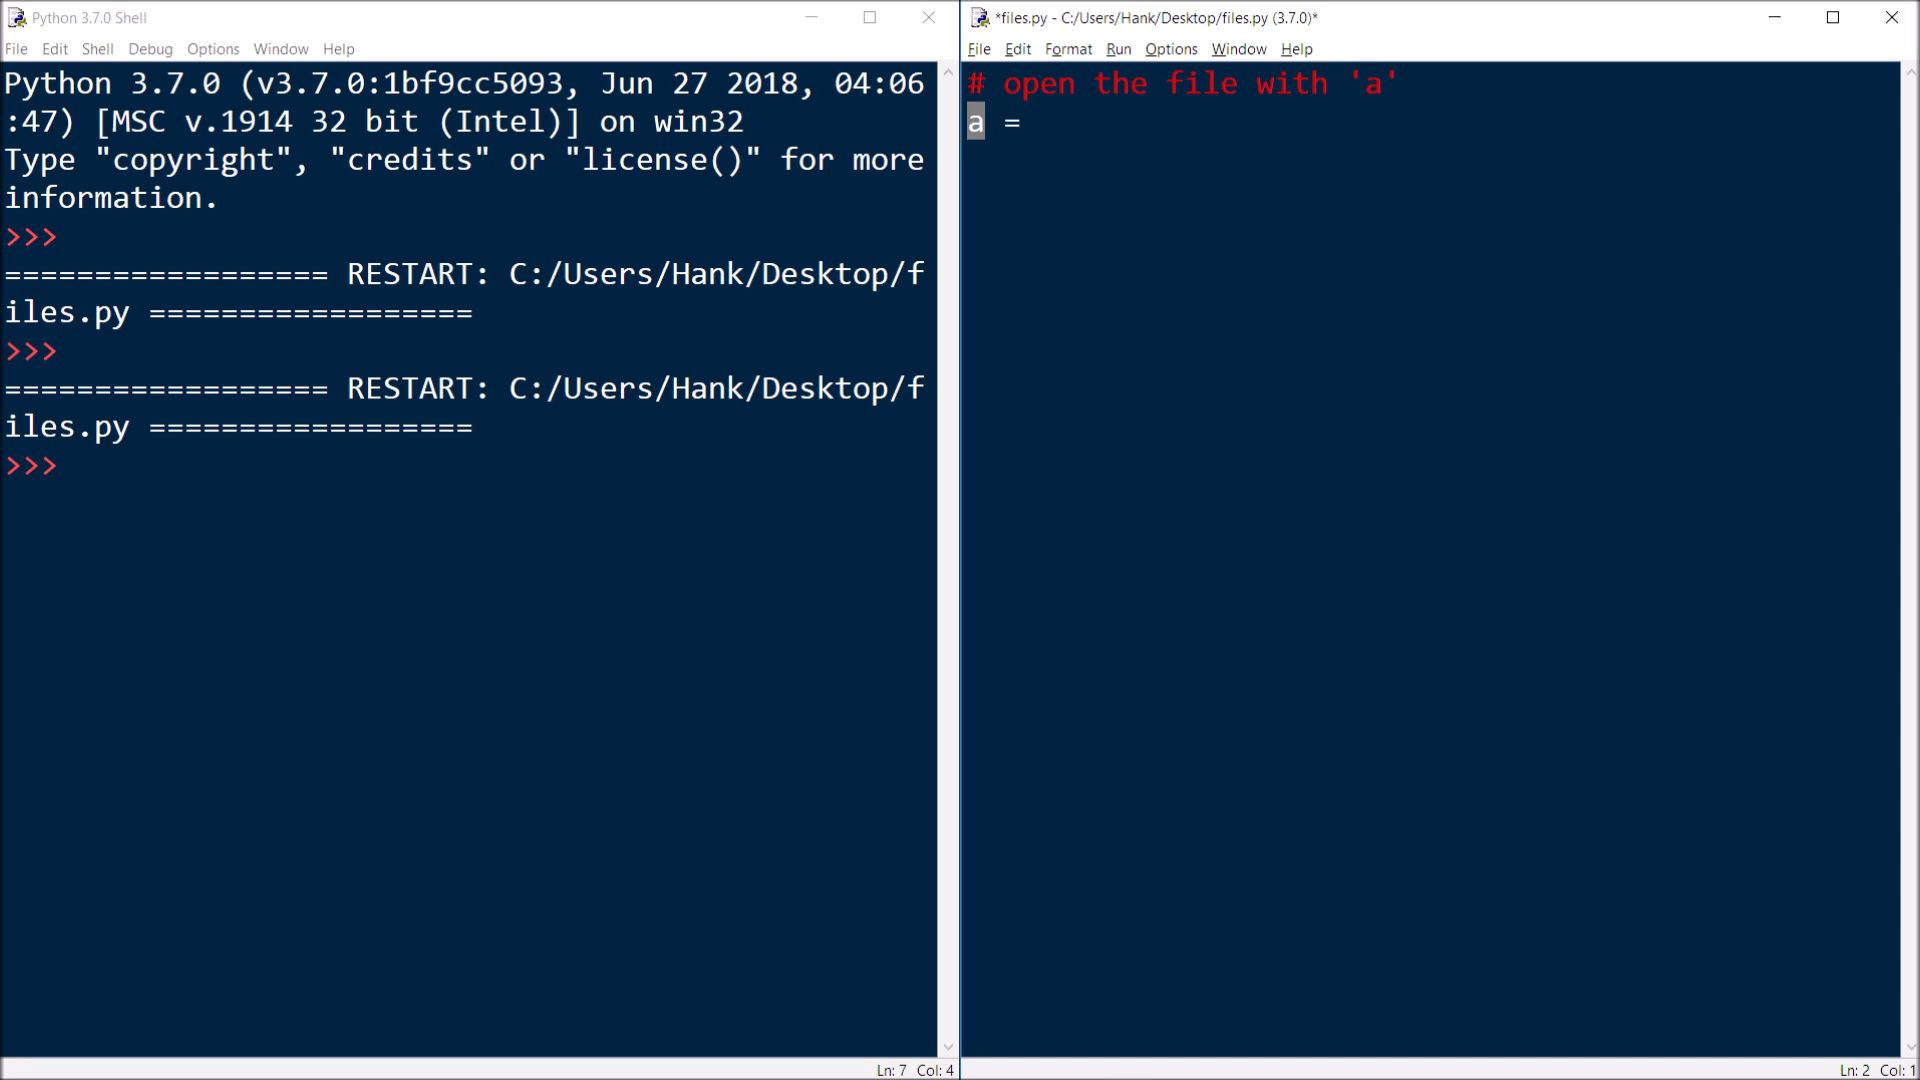 Python 3.7.0 Shell
File Edit Shell Debug Options Window Help
Python 3.7.0 (v3.7.0:1bf9cc5093, Jun 27 2018, 04:06
:47) [MSC v.1914 32 bit (Intel)] on win32
Type "copyright", "credits" or "license()" for more
information.
>>>
================== RESTART: C:/Users/Hank/Desktop/f
iles.py ==================
>>>
================== RESTART: C:/Users/Hank/Desktop/f
iles.py ==================
>>>
Ln: 7 Col: 4
*files.py - C:/Users/Hank/Desktop/files.py (3.7.0)*
File Edit Format Run Options Window Help
# open the file with 'a'
a =
Ln: 2 Col: 1